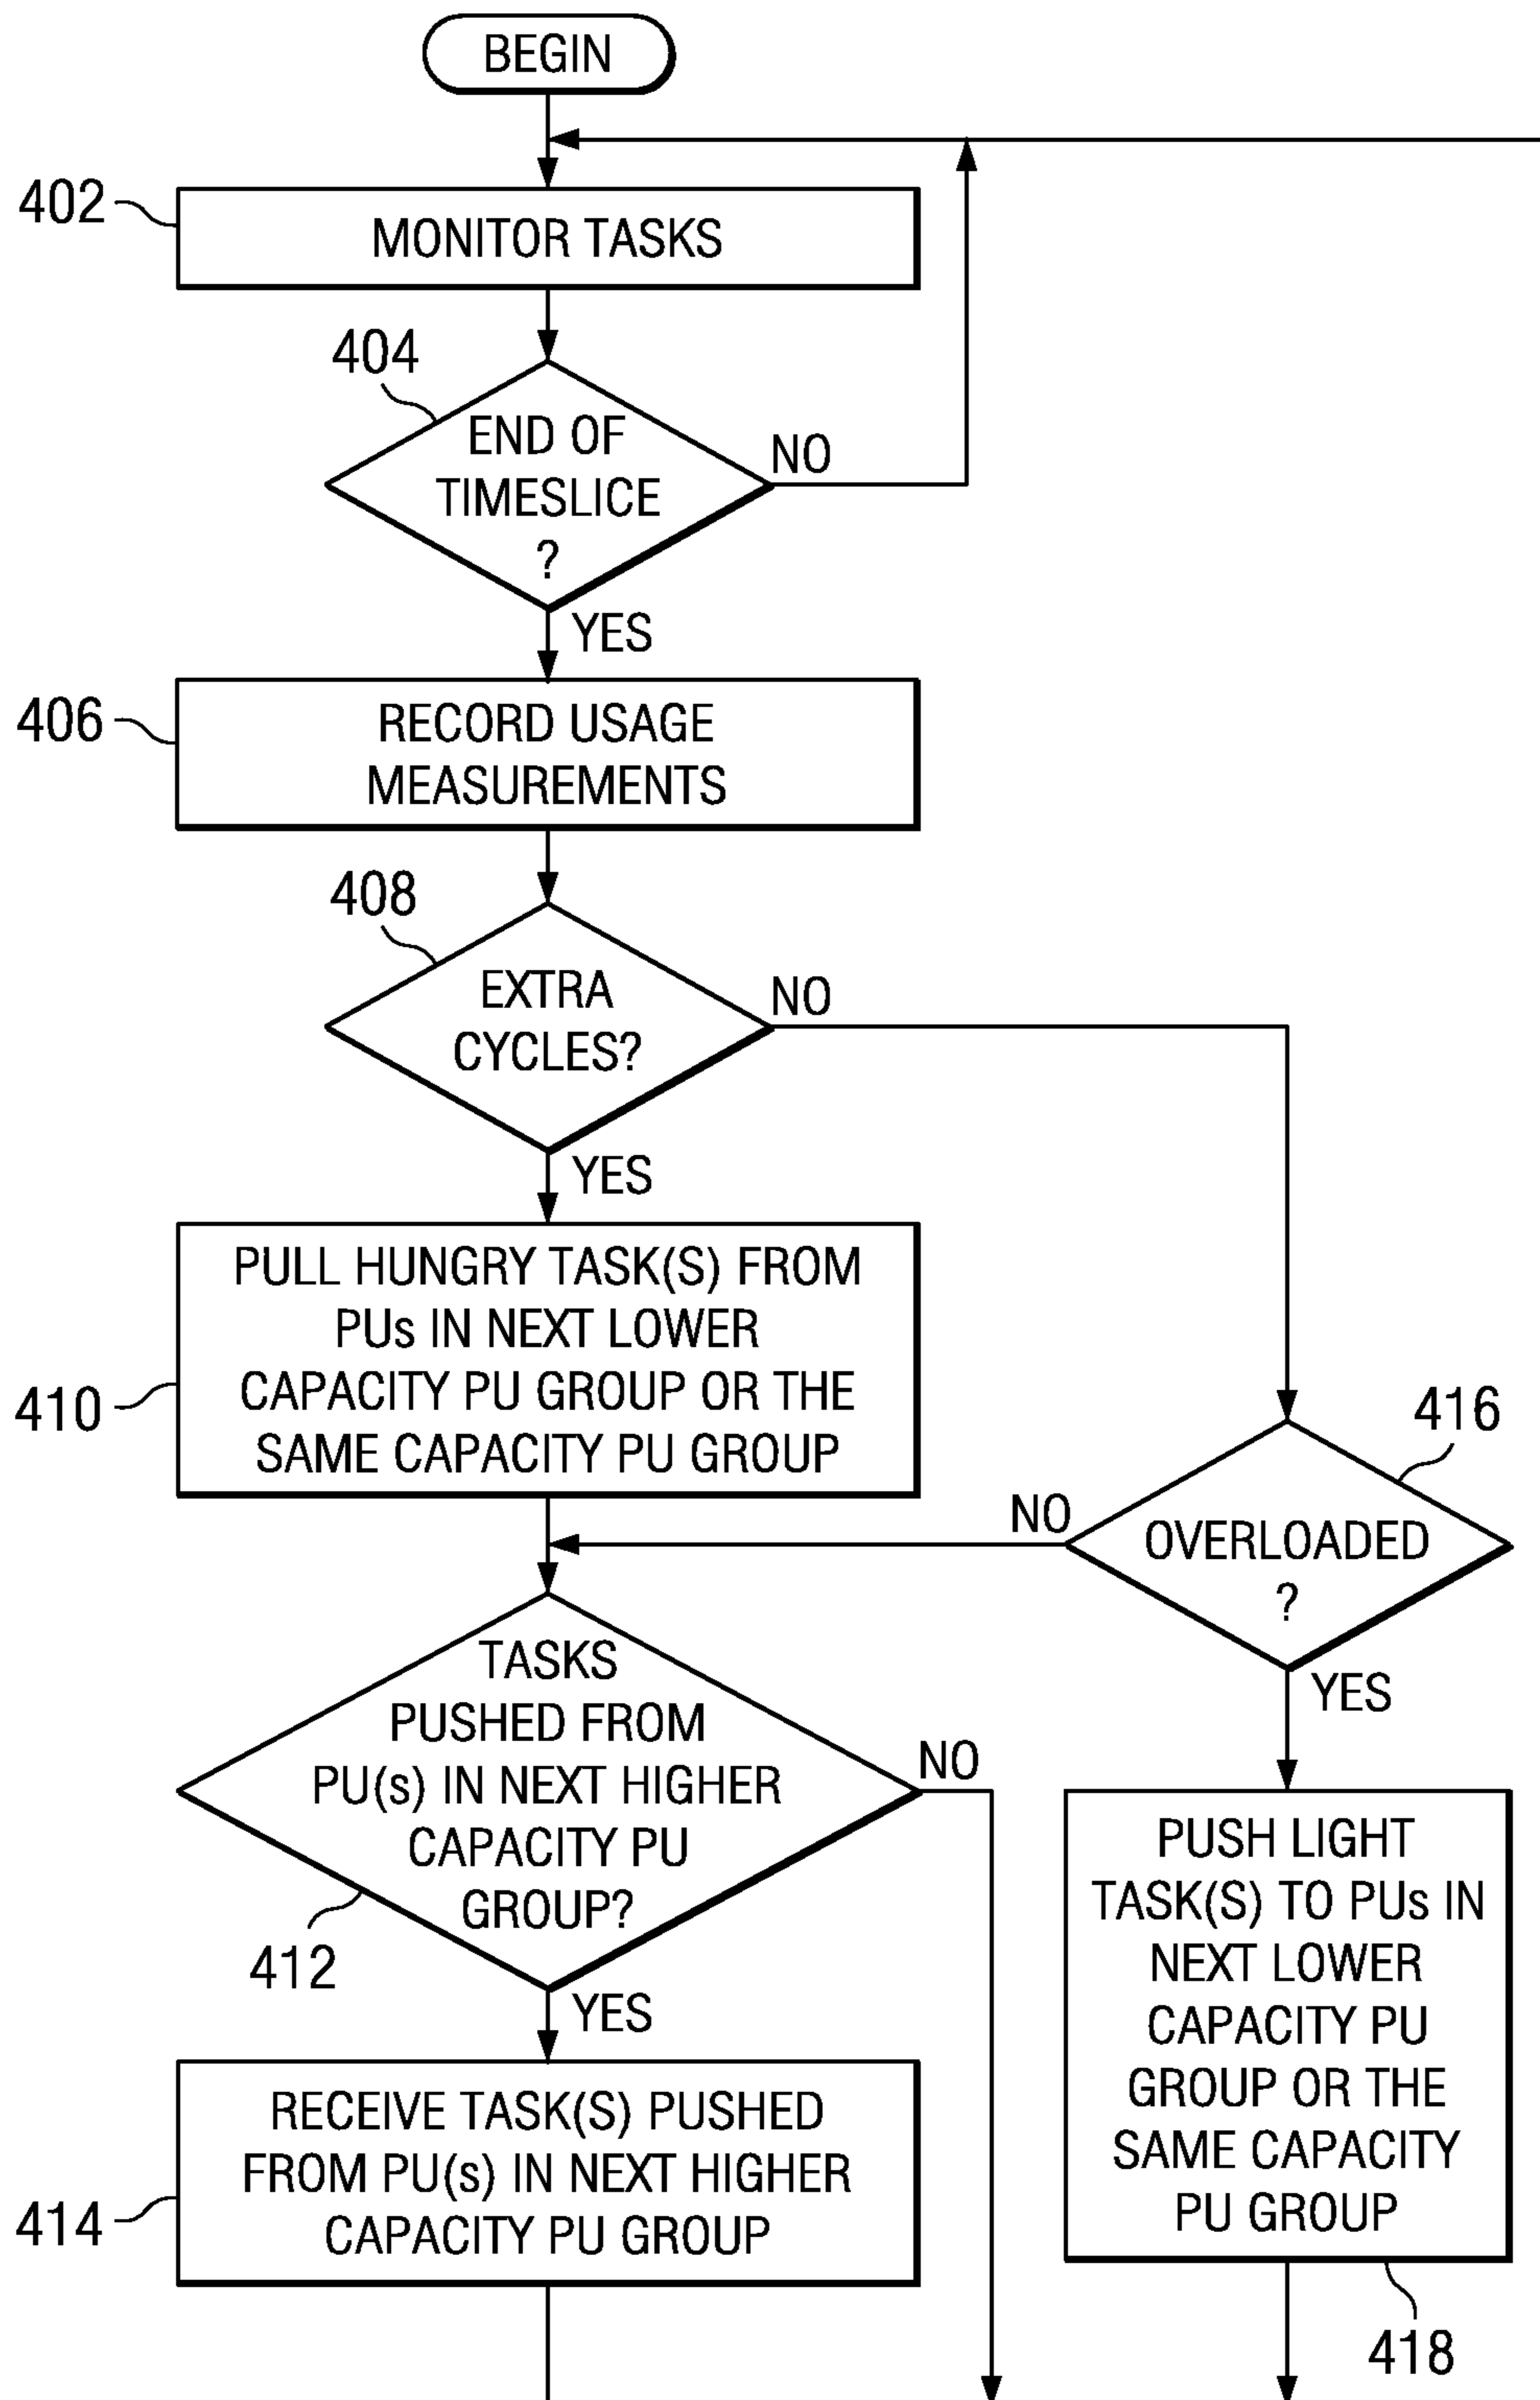 BEGIN
402
MONITOR TASKS
404
END OF
TIMESLICE
?
NO
YES
406
RECORD USAGE
MEASUREMENTS
408
EXTRA
CYCLES?
NO
YES
410
PULL HUNGRY TASK(S) FROM
PUs IN NEXT LOWER
CAPACITY PU GROUP OR THE
SAME CAPACITY PU GROUP
416
OVERLOADED
?
NO
YES
TASKS
PUSHED FROM
PU(s) IN NEXT HIGHER
CAPACITY PU
GROUP?
412
NO
YES
414
RECEIVE TASK(S) PUSHED
FROM PU(s) IN NEXT HIGHER
CAPACITY PU GROUP
PUSH LIGHT
TASK(S) TO PUs IN
NEXT LOWER
CAPACITY PU
GROUP OR THE
SAME CAPACITY
PU GROUP
418